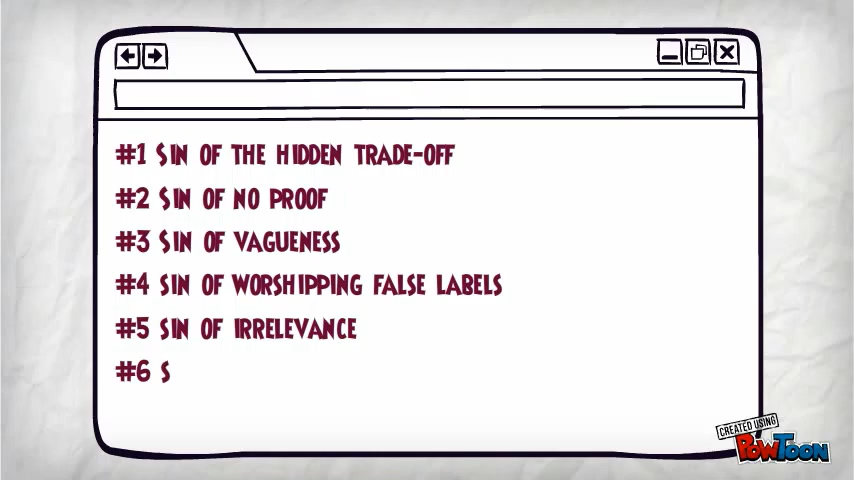 #1 SIN OF THE HIDDEN TRADE-OFF
#2 SIN OF NO PROOF
#3 SIN OF VAGUENESS
#4 SIN OF WORSHIPPING FALSE LABELS
#5 SIN OF IRRELEVANCE
#6 S
CREATED USING
POWTOON